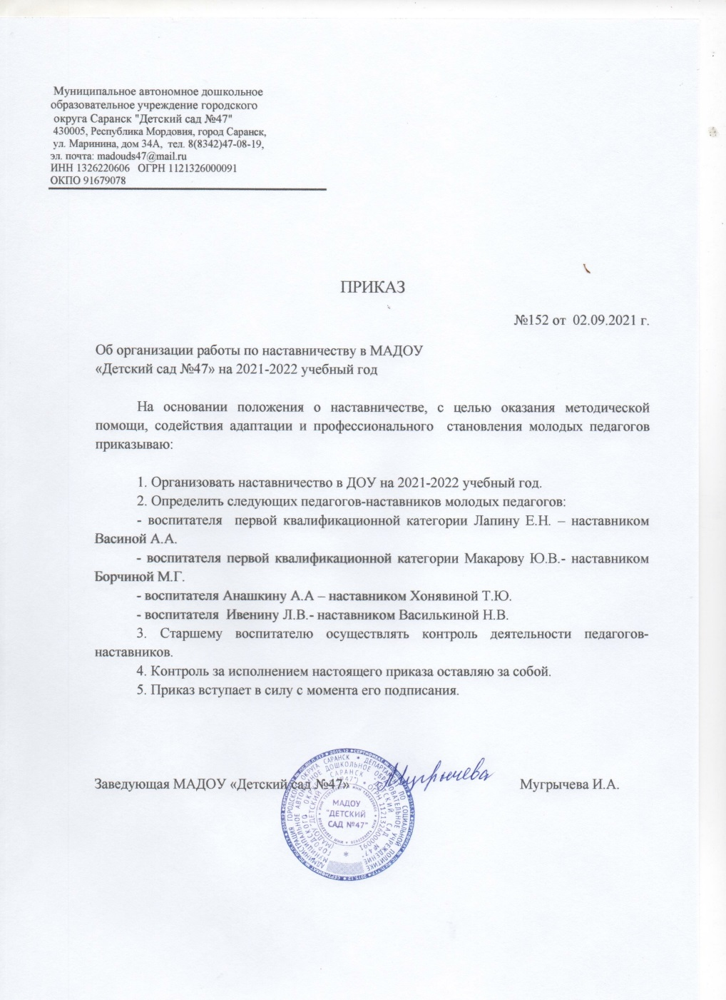 Муниципальное автономное дошкольное
образовательное учреждение городского
округа Саранск "Детский сад №47"
430005, Республика Мордовия, город Саранск,
ул. Маринина, дом 34А, тел. 8(8342)47-08-19,
эл. почта: madouds47@mail.ru
ИНН 1326220606 ОГРН 1121326000091
ОКПО 91679078
ПРИКАЗ
№152 от 02.09.2021 г.
Об организации работы по наставничеству в МАДОУ
«Детский сад №47» на 2021-2022 учебный год
На основании положения о наставничестве, с целью оказания методической
помощи, содействия адаптации и профессионального становления молодых педагогов
приказываю:
1. Организовать наставничество в ДОУ на 2021-2022 учебный год.
2. Определить следующих педагогов-наставников молодых педагогов:
- воспитателя первой квалификационной категории Лапину Е.Н. – наставником
Васиной А.А.
- воспитателя первой квалификационной категории Макарову Ю.В.- наставником
Борчиной М.Г.
- воспитателя Анашкину А.А – наставником Хонявиной Т.Ю.
- воспитателя Ивенину Л.В.- наставником Василькиной Н.В.
3. Старшему воспитателю осуществлять контроль деятельности педагогов-
наставников.
4. Контроль за исполнением настоящего приказа оставляю за собой.
5. Приказ вступает в силу с момента его подписания.
Заведующая МАДОУ «Детский сад №47» Мугрычева Мугрычева И.А.
МАДОУ
"ДЕТСКИЙ
САД №47"